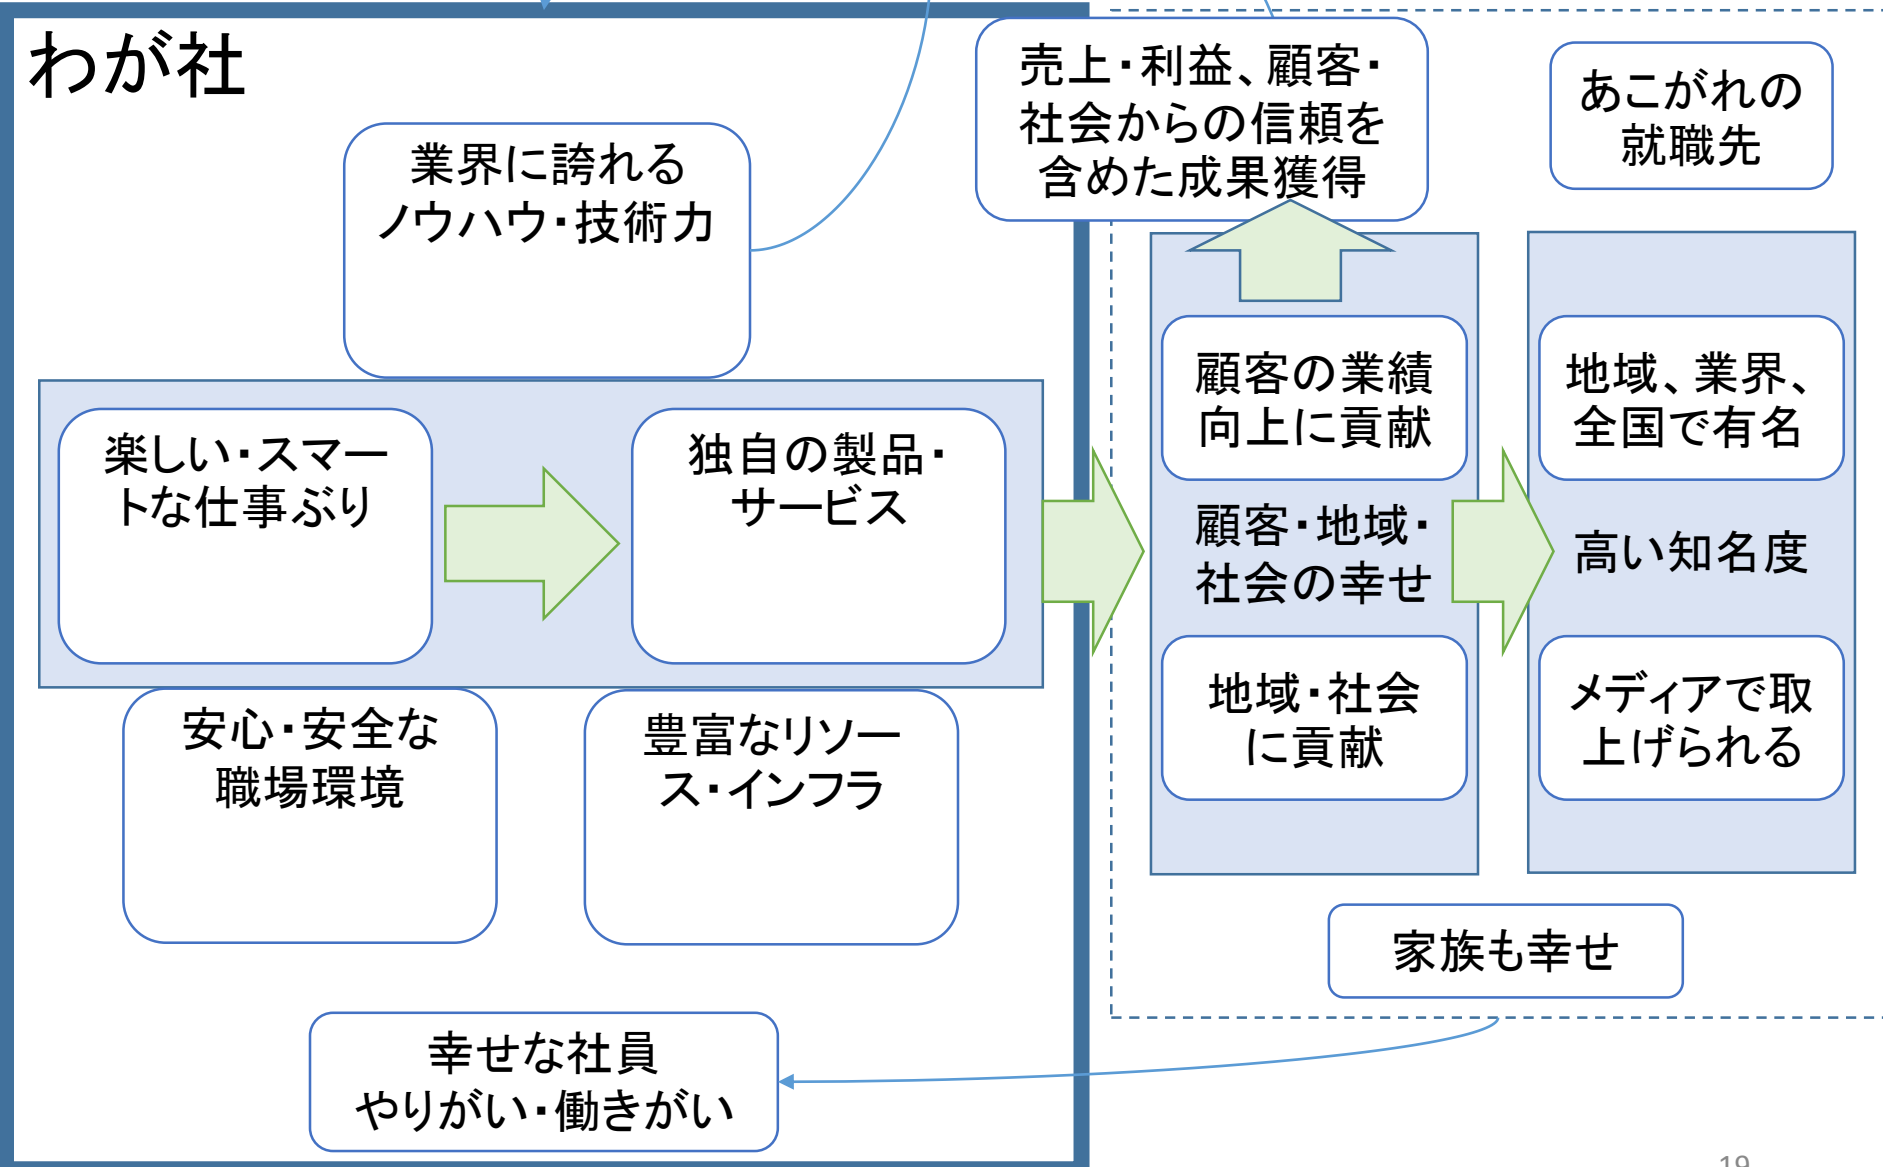 わが社
売上・利益、顧客・
社会からの信頼を
含めた成果獲得
あこがれの
就職先
業界に誇れる
ノウハウ・技術力
楽しい・スマー
トな仕事ぶり
独自の製品・
サービス
顧客の業績
向上に貢献
顧客・地域・
社会の幸せ
地域・社会
に貢献
地域、業界、
全国で有名
高い知名度
メディアで取
上げられる
安心・安全な
職場環境
豊富なリソー
ス・インフラ
家族も幸せ
幸せな社員
やりがい・働きがい
19